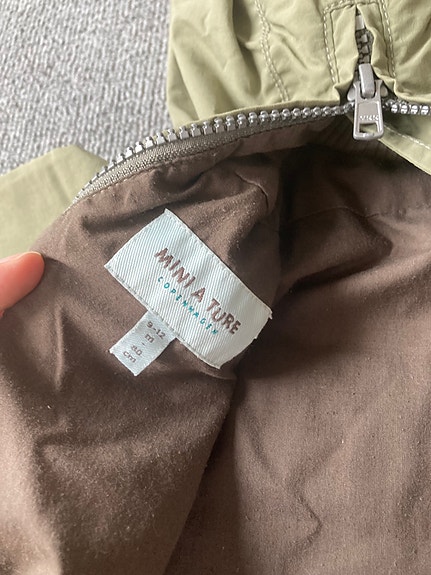 MINI A TURE
COPENHAGEN
9-12
m
-
80
cm